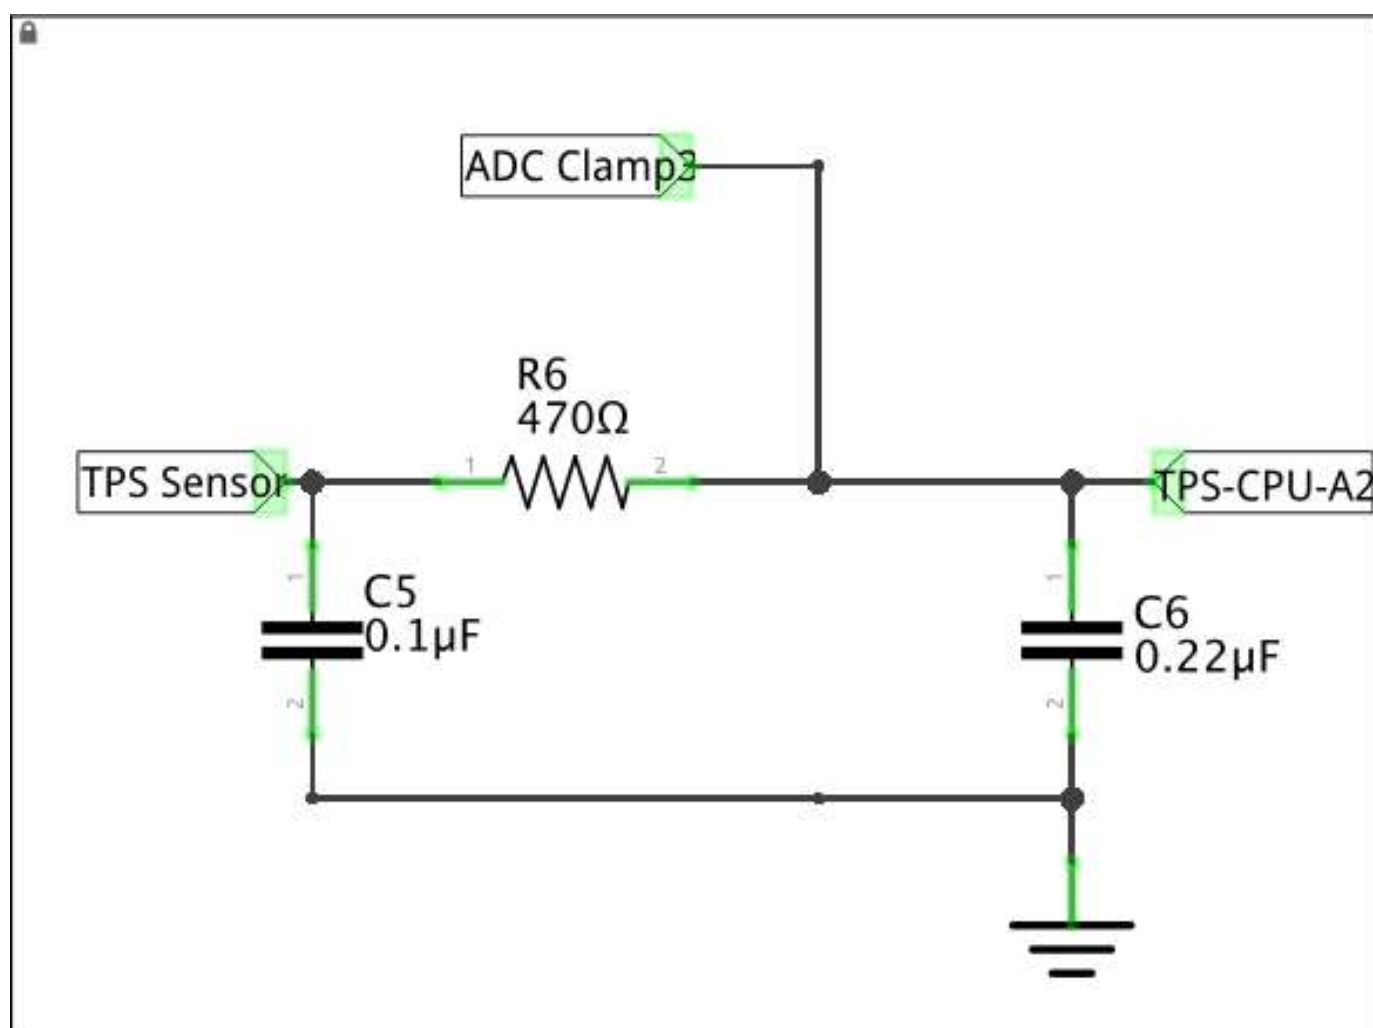 ADC Clamp3
R6
470Ω
1
2
TPS Sensor
TPS-CPU-A2
1
C5
0.1µF
2
1
C6
0.22µF
2